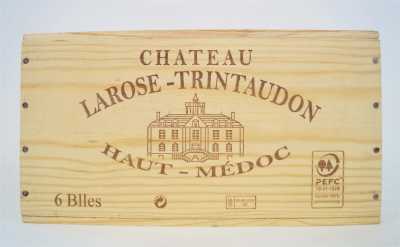 CHATEAU
LAROSE-TRINTAUDON
HAUT-MÉDOC
6 Blles
PEFC